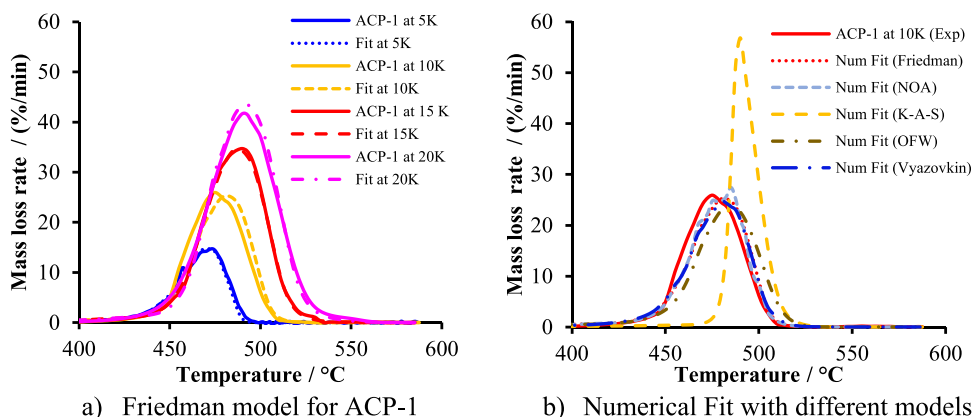 60
50
40
30
20
10
0
Mass loss rate / (%/min)
ACP-1 at 5K
Fit at 5K
ACP-1 at 10K
Fit at 10K
ACP-1 at 15 K
Fit at 15K
ACP-1 at 20K
Fit at 20K
400 450 500 550 600
Temperature / °C
a) Friedman model for ACP-1
60
50
40
30
20
10
0
Mass loss rate / (%/min)
ACP-1 at 10K (Exp)
Num Fit (Friedman)
Num Fit (NOA)
Num Fit (K-A-S)
Num Fit (OFW)
Num Fit (Vyazovkin)
400 450 500 550 600
Temperature / °C
b) Numerical Fit with different models